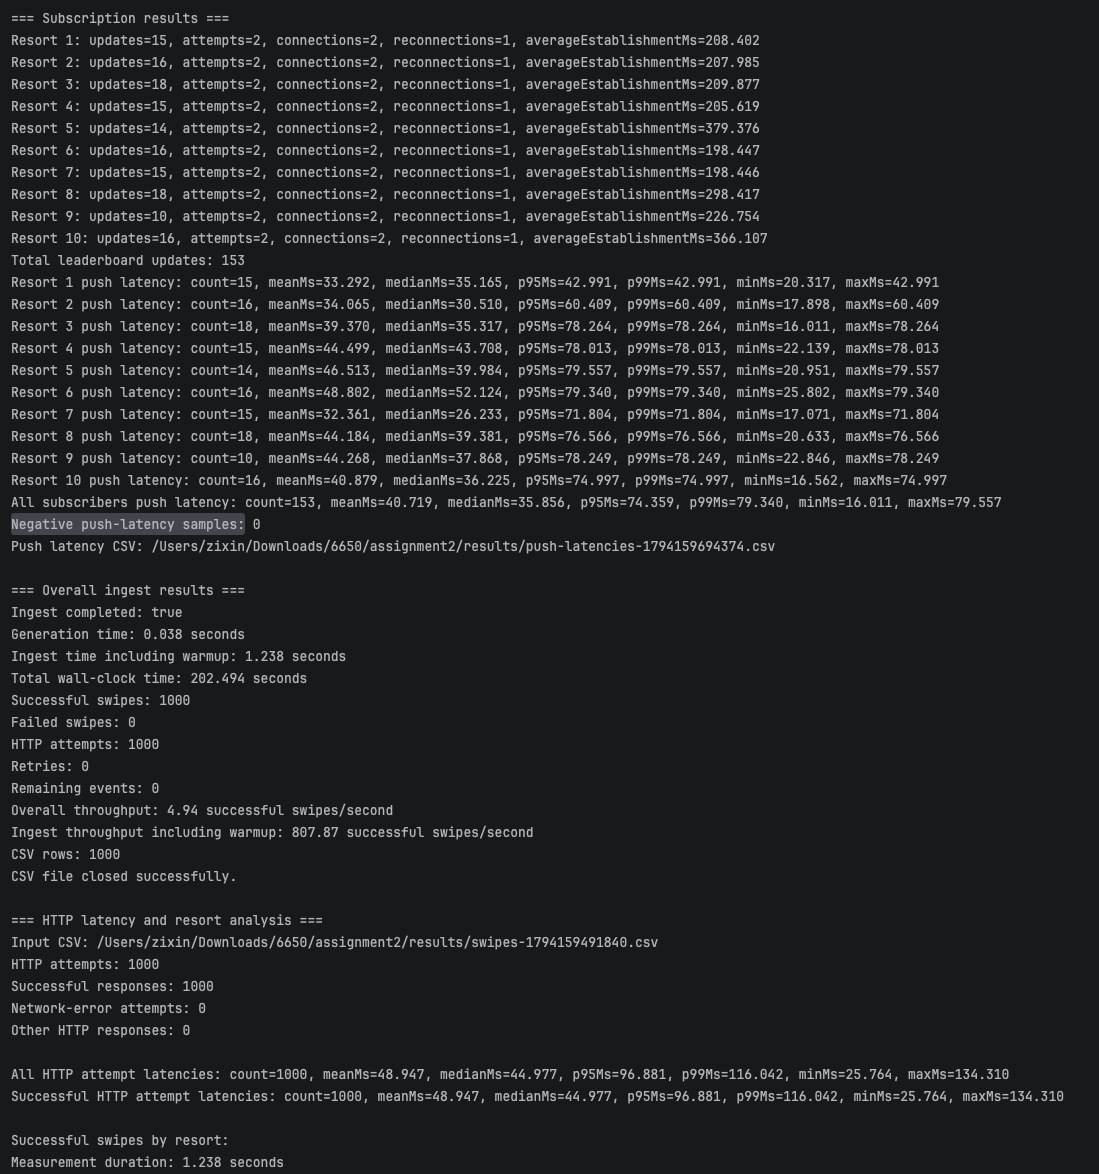 === Subscription results ===
Resort 1: updates=15, attempts=2, connections=2, reconnections=1, averageEstablishmentMs=208.402
Resort 2: updates=16, attempts=2, connections=2, reconnections=1, averageEstablishmentMs=207.985
Resort 3: updates=18, attempts=2, connections=2, reconnections=1, averageEstablishmentMs=209.877
Resort 4: updates=15, attempts=2, connections=2, reconnections=1, averageEstablishmentMs=205.619
Resort 5: updates=14, attempts=2, connections=2, reconnections=1, averageEstablishmentMs=379.376
Resort 6: updates=16, attempts=2, connections=2, reconnections=1, averageEstablishmentMs=198.447
Resort 7: updates=15, attempts=2, connections=2, reconnections=1, averageEstablishmentMs=198.446
Resort 8: updates=18, attempts=2, connections=2, reconnections=1, averageEstablishmentMs=298.417
Resort 9: updates=10, attempts=2, connections=2, reconnections=1, averageEstablishmentMs=226.754
Resort 10: updates=16, attempts=2, connections=2, reconnections=1, averageEstablishmentMs=366.107
Total leaderboard updates: 153
Resort 1 push latency: count=15, meanMs=33.292, medianMs=35.165, p95Ms=42.991, p99Ms=42.991, minMs=20.317, maxMs=42.991
Resort 2 push latency: count=16, meanMs=34.065, medianMs=30.510, p95Ms=60.409, p99Ms=60.409, minMs=17.898, maxMs=60.409
Resort 3 push latency: count=18, meanMs=39.370, medianMs=35.317, p95Ms=78.264, p99Ms=78.264, minMs=16.011, maxMs=78.264
Resort 4 push latency: count=15, meanMs=44.499, medianMs=43.708, p95Ms=78.013, p99Ms=78.013, minMs=22.139, maxMs=78.013
Resort 5 push latency: count=14, meanMs=46.513, medianMs=39.984, p95Ms=79.557, p99Ms=79.557, minMs=20.951, maxMs=79.557
Resort 6 push latency: count=16, meanMs=48.802, medianMs=52.124, p95Ms=79.340, p99Ms=79.340, minMs=25.802, maxMs=79.340
Resort 7 push latency: count=15, meanMs=32.361, medianMs=26.233, p95Ms=71.804, p99Ms=71.804, minMs=17.071, maxMs=71.804
Resort 8 push latency: count=18, meanMs=44.184, medianMs=39.381, p95Ms=76.566, p99Ms=76.566, minMs=20.633, maxMs=76.566
Resort 9 push latency: count=10, meanMs=44.268, medianMs=37.868, p95Ms=78.249, p99Ms=78.249, minMs=22.846, maxMs=78.249
Resort 10 push latency: count=16, meanMs=40.879, medianMs=36.225, p95Ms=74.997, p99Ms=74.997, minMs=16.562, maxMs=74.997
All subscribers push latency: count=153, meanMs=40.719, medianMs=35.856, p95Ms=74.359, p99Ms=79.340, minMs=16.011, maxMs=79.557
Negative push-latency samples: 0
Push latency CSV: /Users/zixin/Downloads/6650/assignment2/results/push-latencies-1794159694374.csv
=== Overall ingest results ===
Ingest completed: true
Generation time: 0.038 seconds
Ingest time including warmup: 1.238 seconds
Total wall-clock time: 202.494 seconds
Successful swipes: 1000
Failed swipes: 0
HTTP attempts: 1000
Retries: 0
Remaining events: 0
Overall throughput: 4.94 successful swipes/second
Ingest throughput including warmup: 807.87 successful swipes/second
CSV rows: 1000
CSV file closed successfully.
=== HTTP latency and resort analysis ===
Input CSV: /Users/zixin/Downloads/6650/assignment2/results/swipes-1794159491840.csv
HTTP attempts: 1000
Successful responses: 1000
Network-error attempts: 0
Other HTTP responses: 0
All HTTP attempt latencies: count=1000, meanMs=48.947, medianMs=44.977, p95Ms=96.881, p99Ms=116.042, minMs=25.764, maxMs=134.310
Successful HTTP attempt latencies: count=1000, meanMs=48.947, medianMs=44.977, p95Ms=96.881, p99Ms=116.042, minMs=25.764, maxMs=134.310
Successful swipes by resort:
Measurement duration: 1.238 seconds